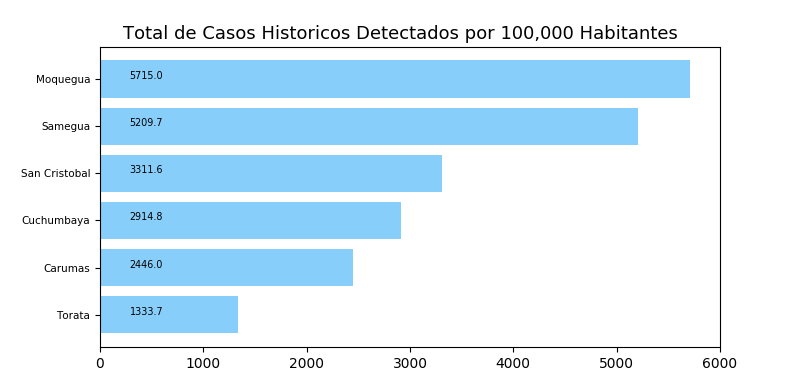 Total de Casos Historicos Detectados por 100,000 Habitantes
Moquegua 5715.0
Samegua 5209.7
San Cristobal 3311.6
Cuchumbaya 2914.8
Carumas 2446.0
Torata 1333.7
0 1000 2000 3000 4000 5000 6000